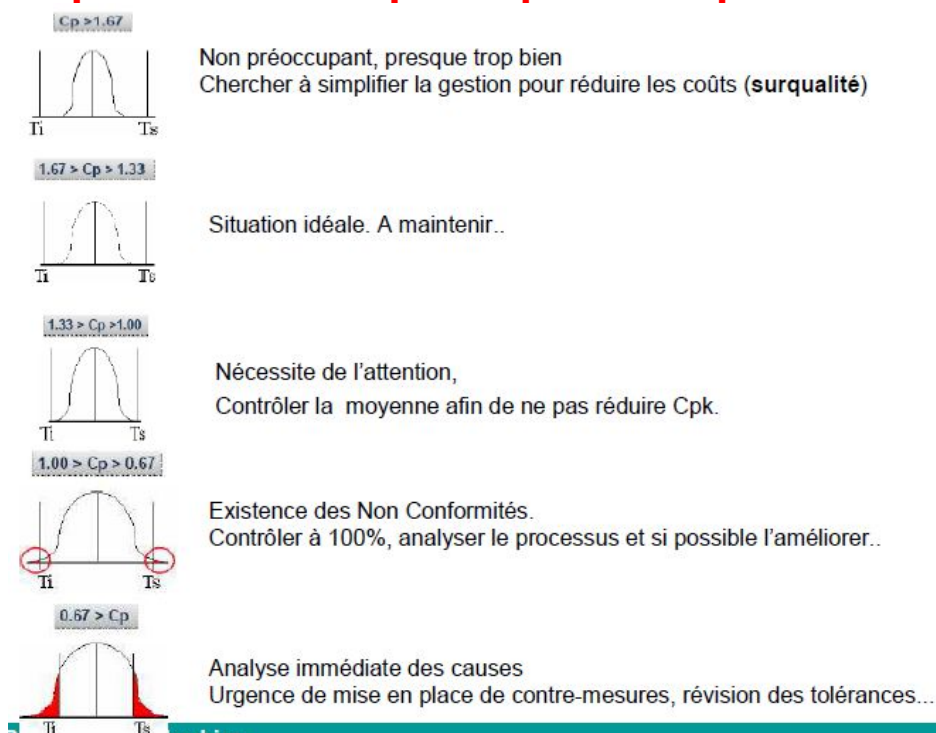 Cp >1.67
Non préoccupant, presque trop bien
Chercher à simplifier la gestion pour réduire les coûts (surqualité)
Ti Ts
1.67 > Cp > 1.33
Situation idéale. A maintenir..
Ti Ts
1.33 > Cp >1.00
Nécessite de l'attention,
Contrôler la moyenne afin de ne pas réduire Cpk.
Ti Ts
1.00 > Cp > 0.67
Existence des Non Conformités.
Contrôler à 100%, analyser le processus et si possible l'améliorer..
Ti Ts
0.67 > Cp
Analyse immédiate des causes
Urgence de mise en place de contre-mesures, révision des tolérances...
Ti Ts